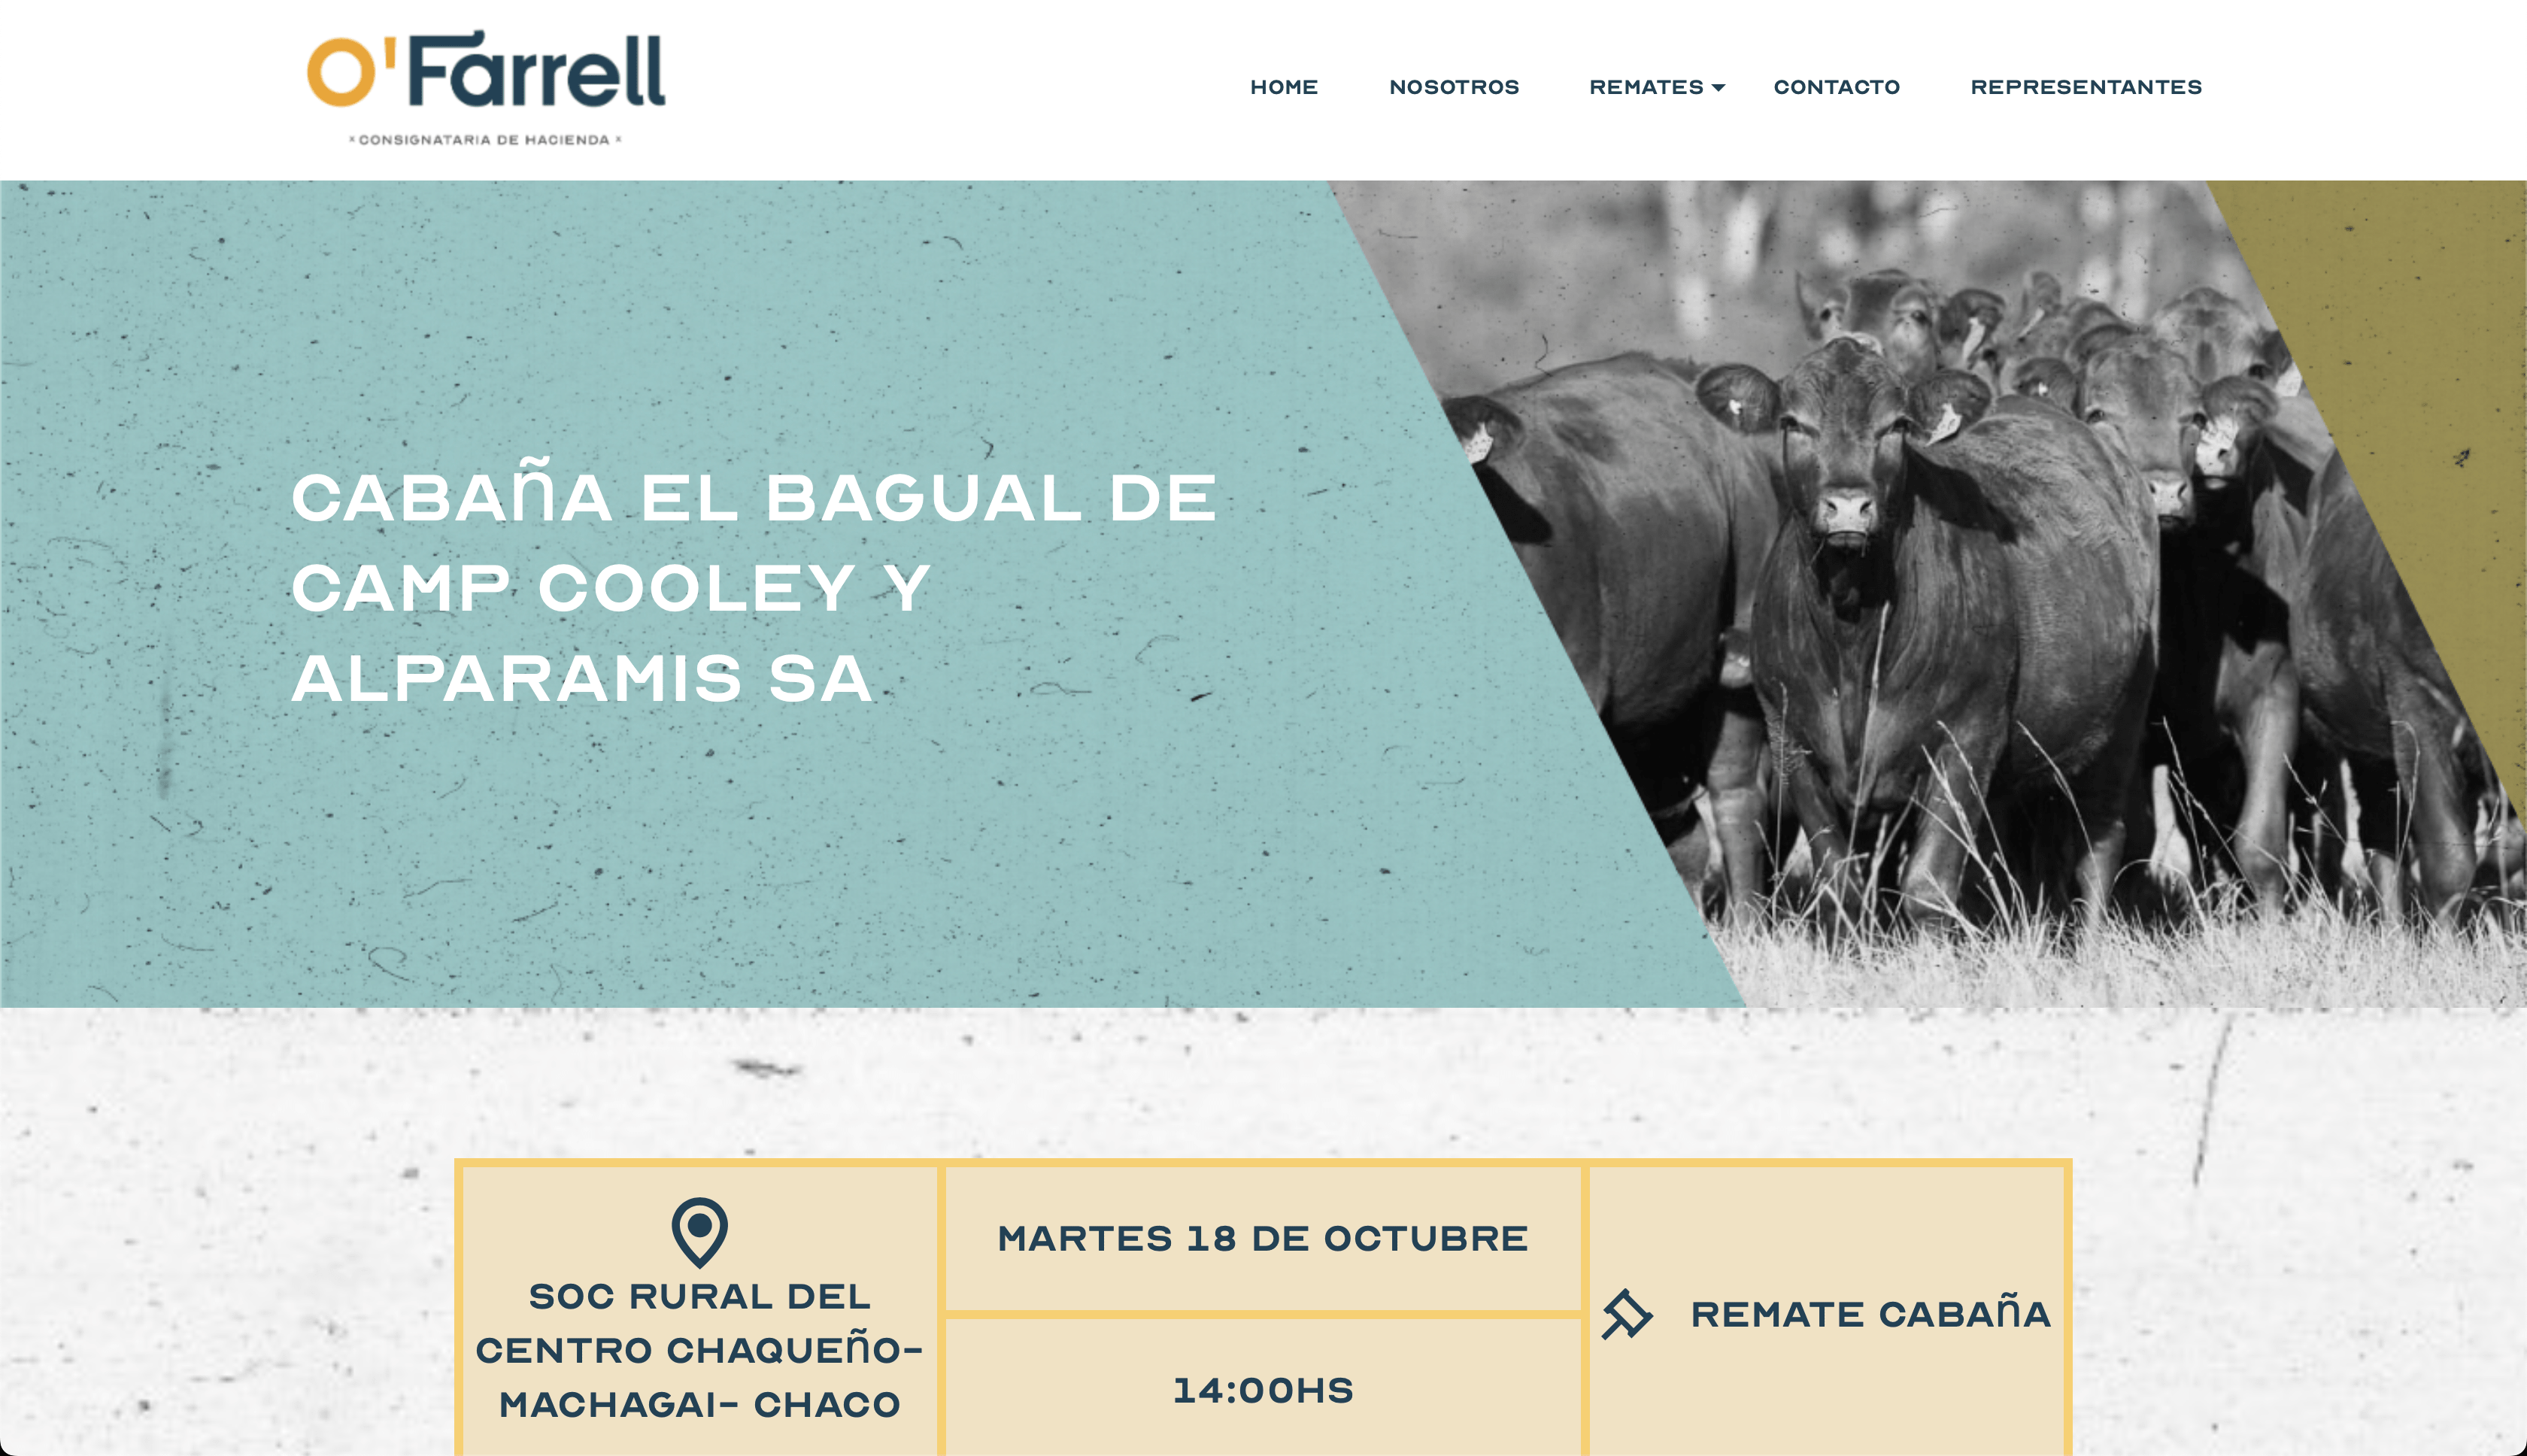 O'Farrell
× CONSIGNATARIA DE HACIENDA ×
HOME NOSOTROS REMATES CONTACTO REPRESENTANTES
CABAñA EL BAGUAL DE
CAMP COOLEY Y
ALPARAMIS SA
SOC RURAL DEL
CENTRO CHAQUEñO-
MACHAGAI- CHACO
MARTES 18 DE OCTUBRE
14:00HS
REMATE CABAñA